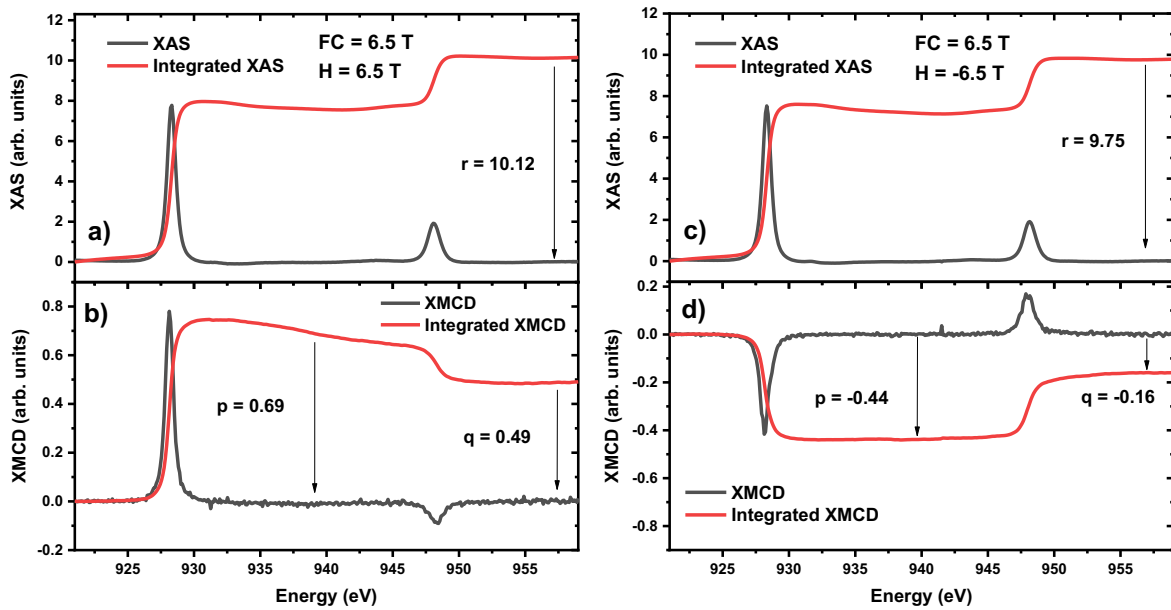 12
10
8
6
4
2
0
XAS (arb. units)
XAS
Integrated XAS
FC = 6.5 T
H = 6.5 T
r = 10.12
a)
0.8
0.6
0.4
0.2
0.0
-0.2
XMCD (arb. units)
b)
XMCD
Integrated XMCD
p = 0.69
q = 0.49
925 930 935 940 945 950 955
Energy (eV)
12
10
8
6
4
2
0
XAS (arb. units)
XAS
Integrated XAS
FC = 6.5 T
H = -6.5 T
r = 9.75
c)
0.2
0.0
-0.2
-0.4
-0.6
-0.8
XMCD (arb. units)
d)
p = -0.44
q = -0.16
XMCD
Integrated XMCD
925 930 935 940 945 950 955
Energy (eV)